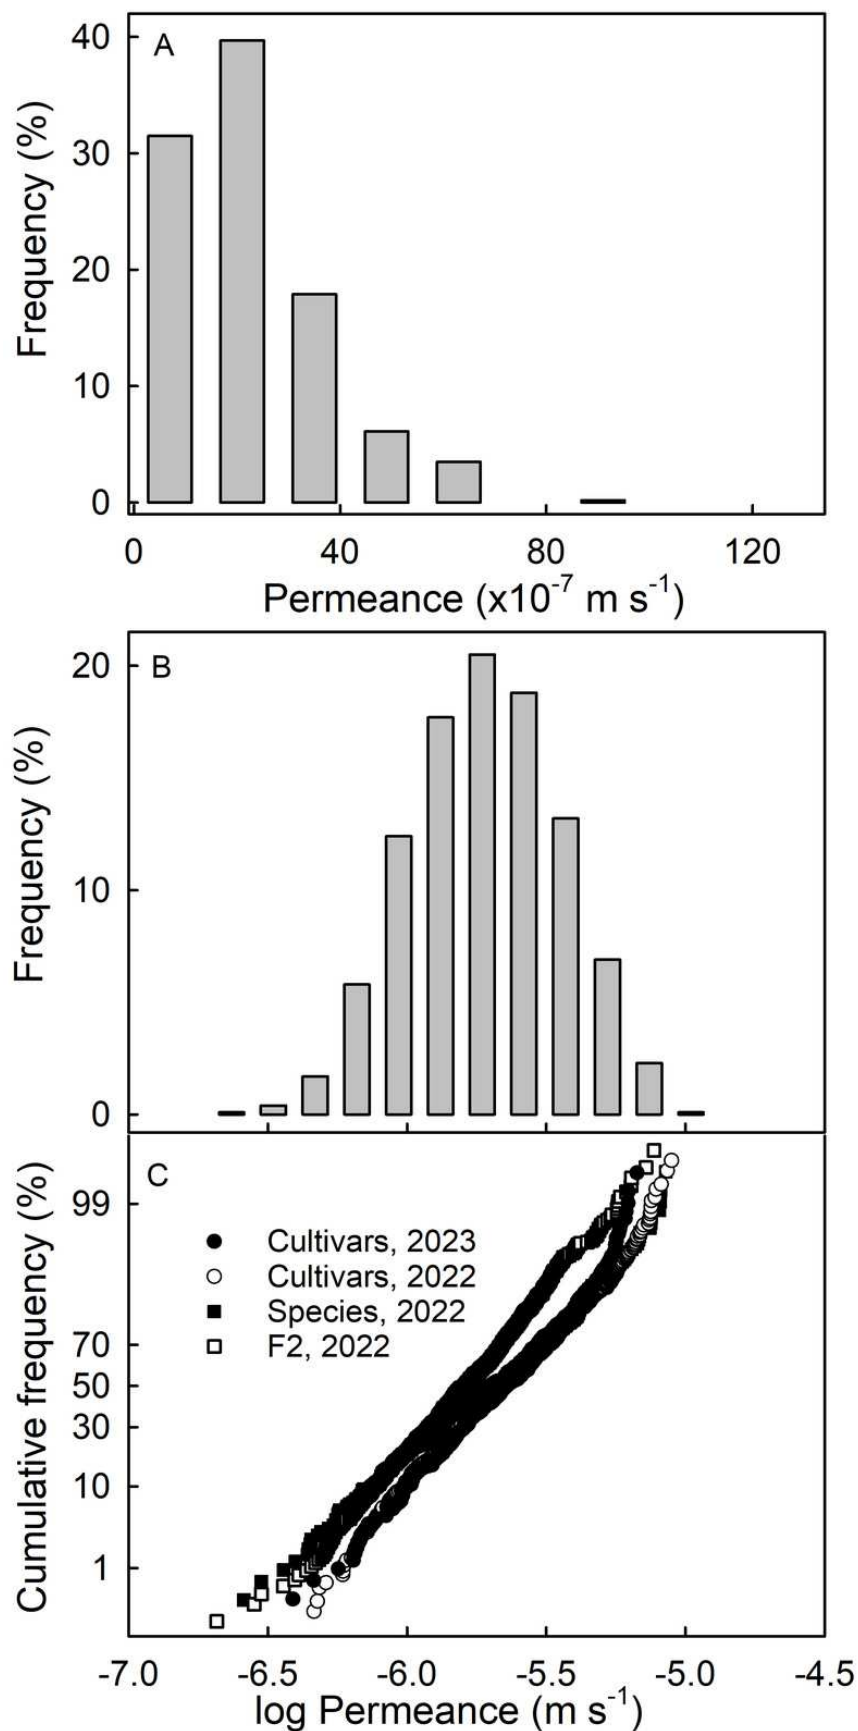 A
Frequency (%)
40
30
20
10
0
0 40 80 120
Permeance (x10⁻⁷ m s⁻¹)
B
Frequency (%)
20
10
0
C
Cumulative frequency (%)
99
70
50
30
10
1
Cultivars, 2023
Cultivars, 2022
Species, 2022
F2, 2022
-7.0 -6.5 -6.0 -5.5 -5.0 -4.5
log Permeance (m s⁻¹)